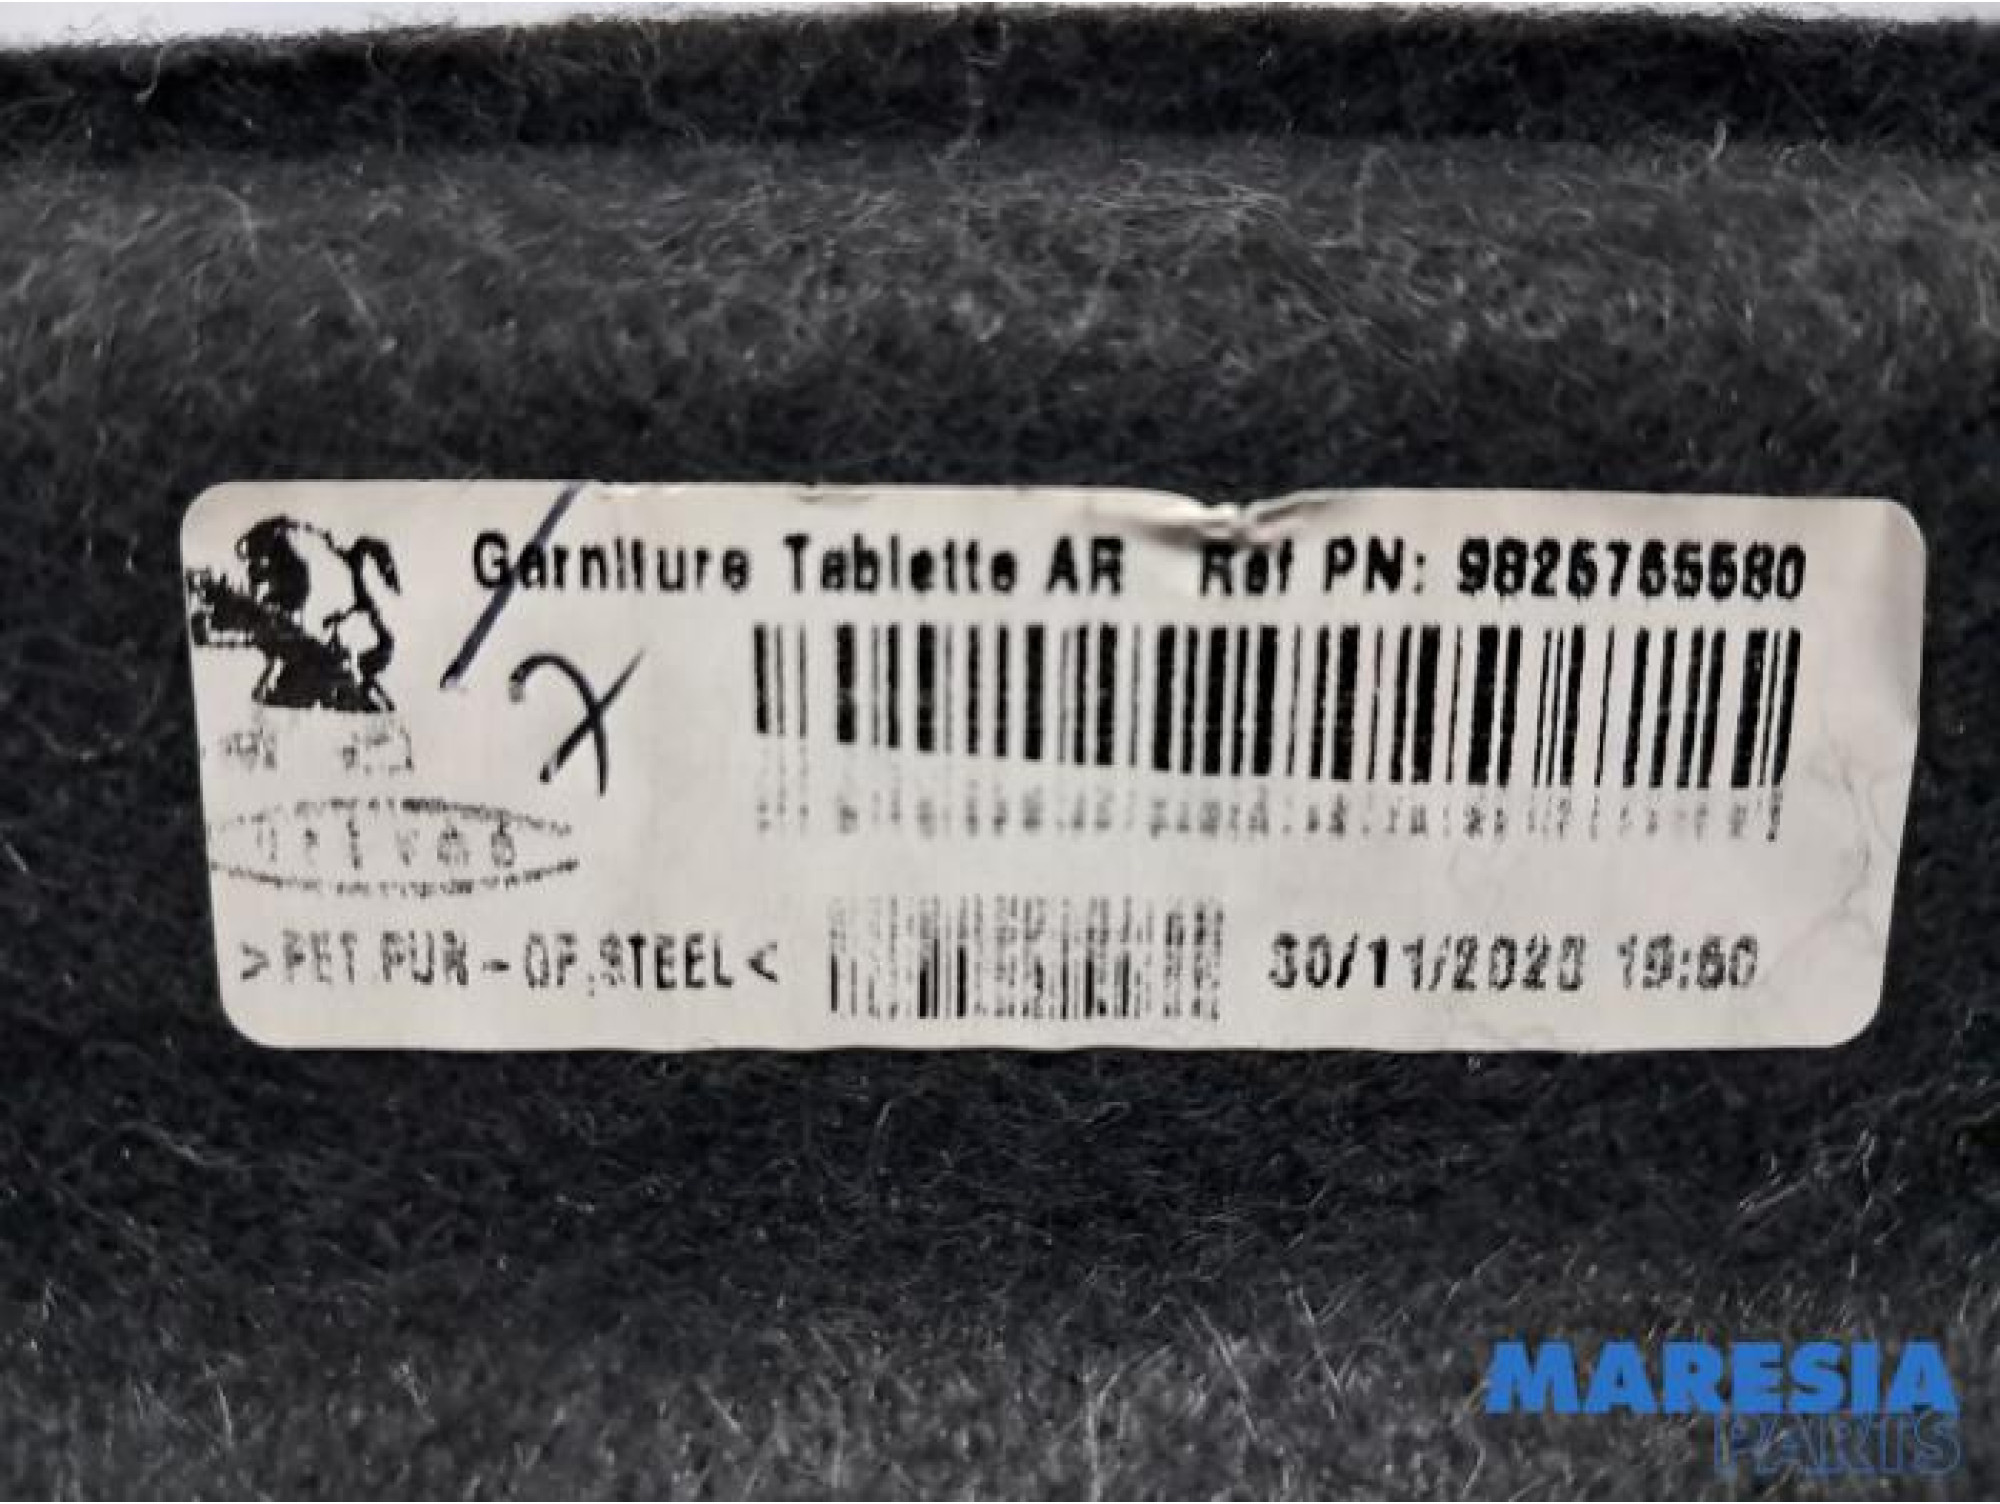 Garniture Tablette AR Ref PN: 9825765580
>PET.PUR-GF.STEEL<
30/11/2023 19:50
MARESIA
PARTS